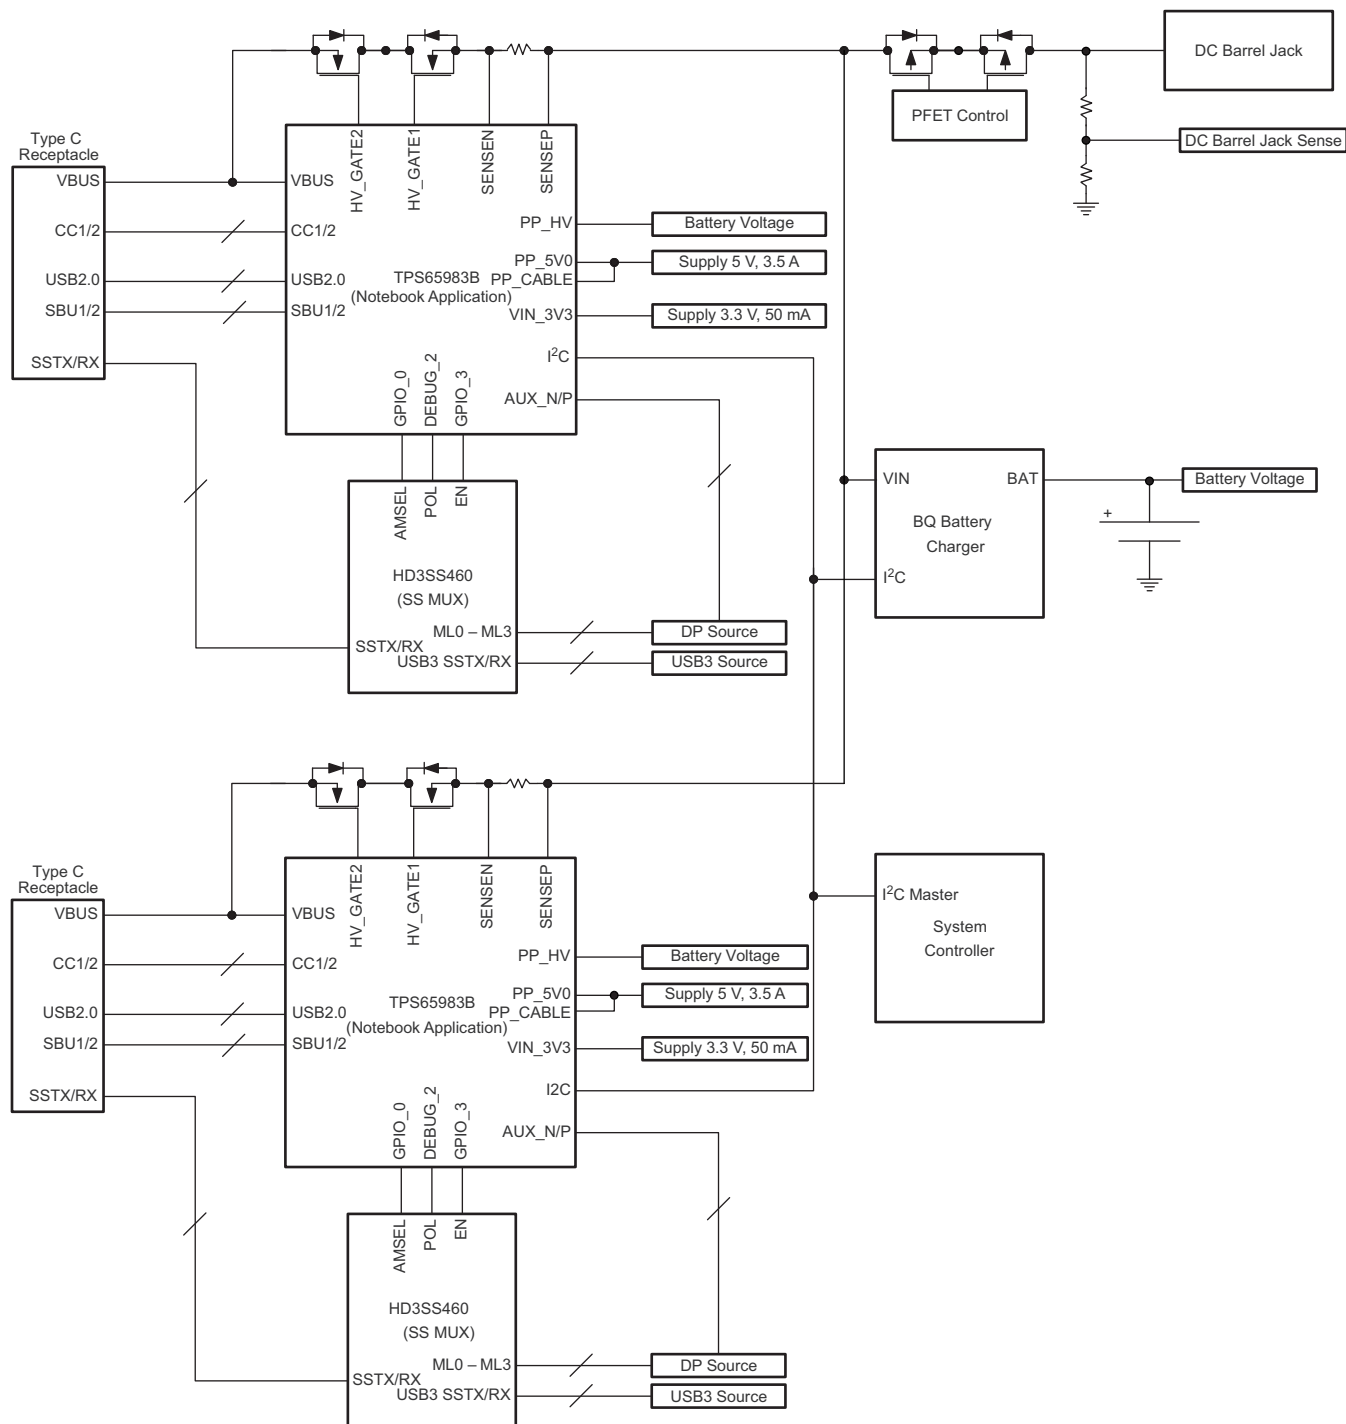 DC Barrel Jack
PFET Control
DC Barrel Jack Sense
Type C
Receptacle
VBUS
CC1/2
USB2.0
SBU1/2
SSTX/RX
HV_GATE2
HV_GATE1
SENSEN
SENSEP
VBUS
CC1/2
USB2.0
SBU1/2
TPS65983B
(Notebook Application)
PP_HV
PP_5V0
PP_CABLE
VIN_3V3
I²C
AUX_N/P
GPIO_0
DEBUG_2
GPIO_3
Battery Voltage
Supply 5 V, 3.5 A
Supply 3.3 V, 50 mA
AMSEL
POL
EN
HD3SS460
(SS MUX)
ML0 – ML3
SSTX/RX
USB3 SSTX/RX
DP Source
USB3 Source
VIN
BAT
BQ Battery
Charger
I²C
Battery Voltage
+
Type C
Receptacle
VBUS
CC1/2
USB2.0
SBU1/2
SSTX/RX
HV_GATE2
HV_GATE1
SENSEN
SENSEP
VBUS
CC1/2
USB2.0
SBU1/2
TPS65983B
(Notebook Application)
PP_HV
PP_5V0
PP_CABLE
VIN_3V3
I2C
AUX_N/P
GPIO_0
DEBUG_2
GPIO_3
Battery Voltage
Supply 5 V, 3.5 A
Supply 3.3 V, 50 mA
I²C Master
System
Controller
AMSEL
POL
EN
HD3SS460
(SS MUX)
ML0 – ML3
SSTX/RX
USB3 SSTX/RX
DP Source
USB3 Source